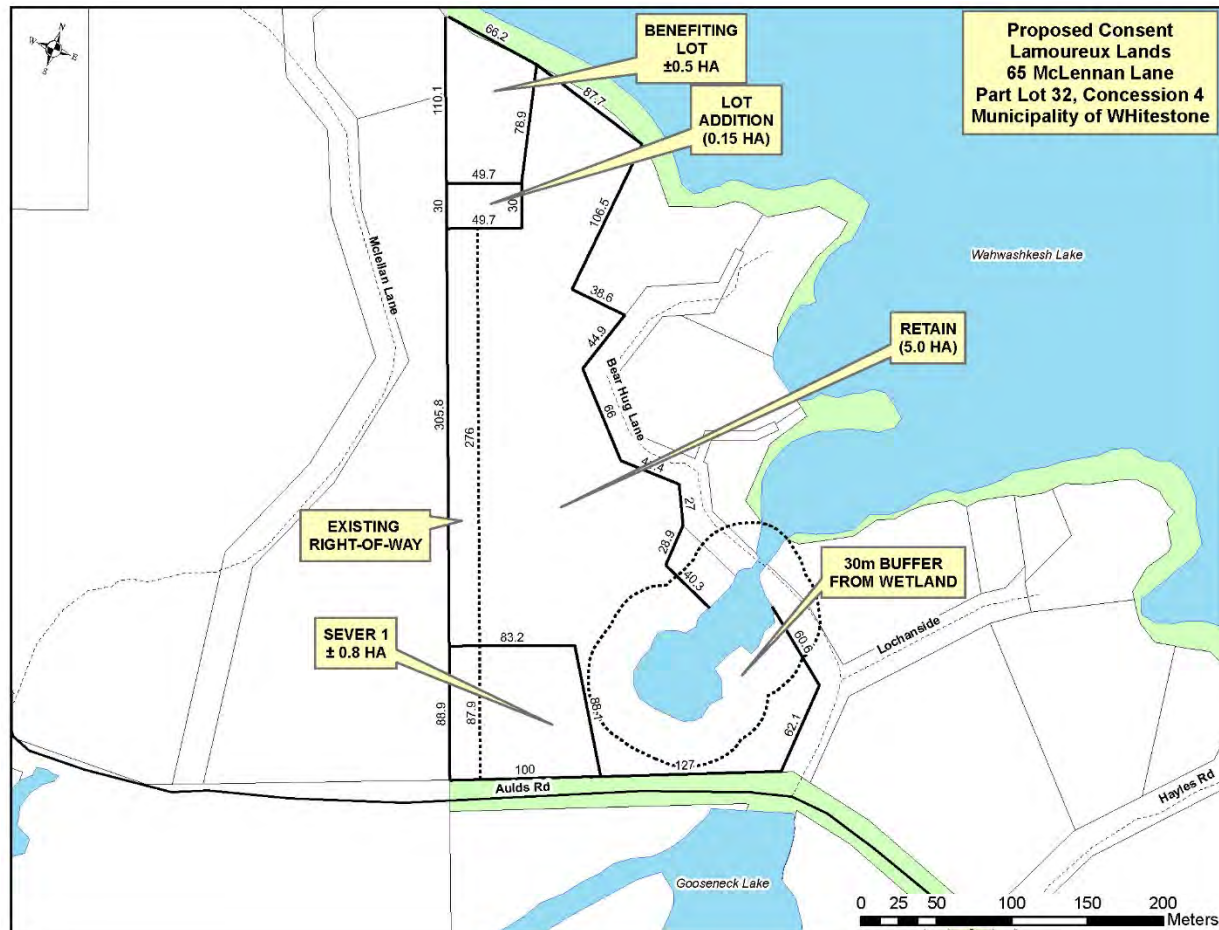 N
W
E
S
Proposed Consent
Lamoureux Lands
65 McLennan Lane
Part Lot 32, Concession 4
Municipality of WHitestone
BENEFITING
LOT
±0.5 HA
LOT
ADDITION
(0.15 HA)
66.2
87.7
110.1
78.9
49.7
30
30
49.7
106.5
Mclellan Lane
Wahwashkesh Lake
38.6
44.9
RETAIN
(5.0 HA)
Bear Hug Lane
66
305.8
276
27
EXISTING
RIGHT-OF-WAY
28.9
40.3
30m BUFFER
FROM WETLAND
60.6
Lochanside
SEVER 1
± 0.8 HA
83.2
88.9
87.9
62.1
100
127
Aulds Rd
Hayles Rd
Gooseneck Lake
0 25 50 100 150 200
Meters